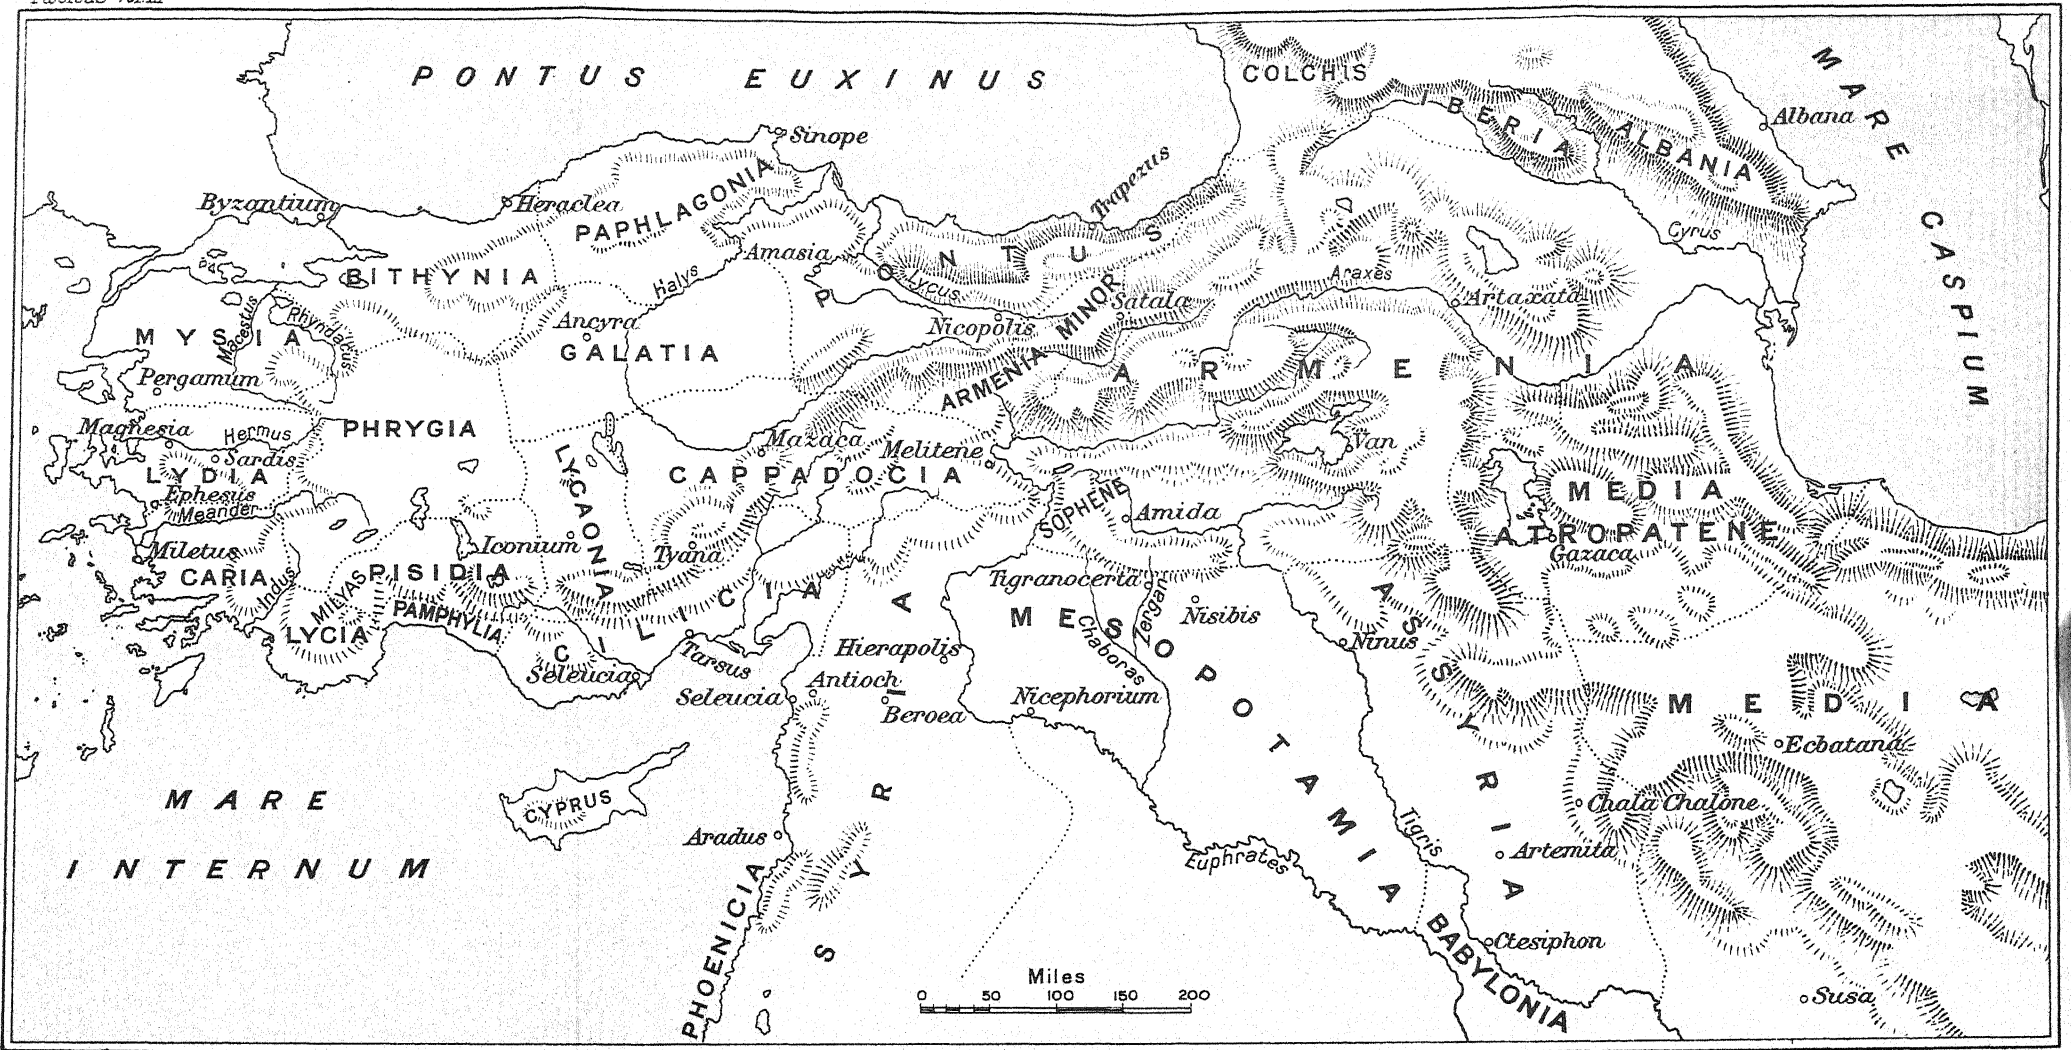 PONTUS EUXINUS
COLCHIS
IBERIA
ALBANIA
Albana
MARE CASPIUM
Sinope
Trapezus
Byzantium
Heraclea
PAPHLAGONIA
Amasia
PONTUS
Cyrus
BITHYNIA
Halys
Lycus
Araxes
Artaxata
Satala
Macestus
Rhyndacus
MYSIA
Ancyra
GALATIA
Nicopolis
ARMENIA MINOR
ARMENIA
Pergamum
Magnesia
Hermus
PHRYGIA
Mazaca
Melitene
Van
Sardis
LYDIA
LYCAONIA
CAPPADOCIA
SOPHENE
MEDIA
ATROPATENE
Ephesus
Meander
Amida
Gazaca
Miletus
Iconium
Tyana
CARIA
Indus
MILYAS
PISIDIA
PAMPHYLIA
LYCIA
CILICIA
Tigranocerta
Zergan
Nisibis
MESOPOTAMIA
Chaboras
ASSYRIA
Ninus
Hierapolis
Seleucia
Tarsus
Antioch
Seleucia
Beroea
Nicephorium
MEDIA
Ecbatana
MARE
INTERNUM
CYPRUS
Aradus
SYRIA
Chala
Chalone
Tigris
Artemita
Euphrates
PHOENICIA
BABYLONIA
Ctesiphon
Susa
Miles
0 50 100 150 200